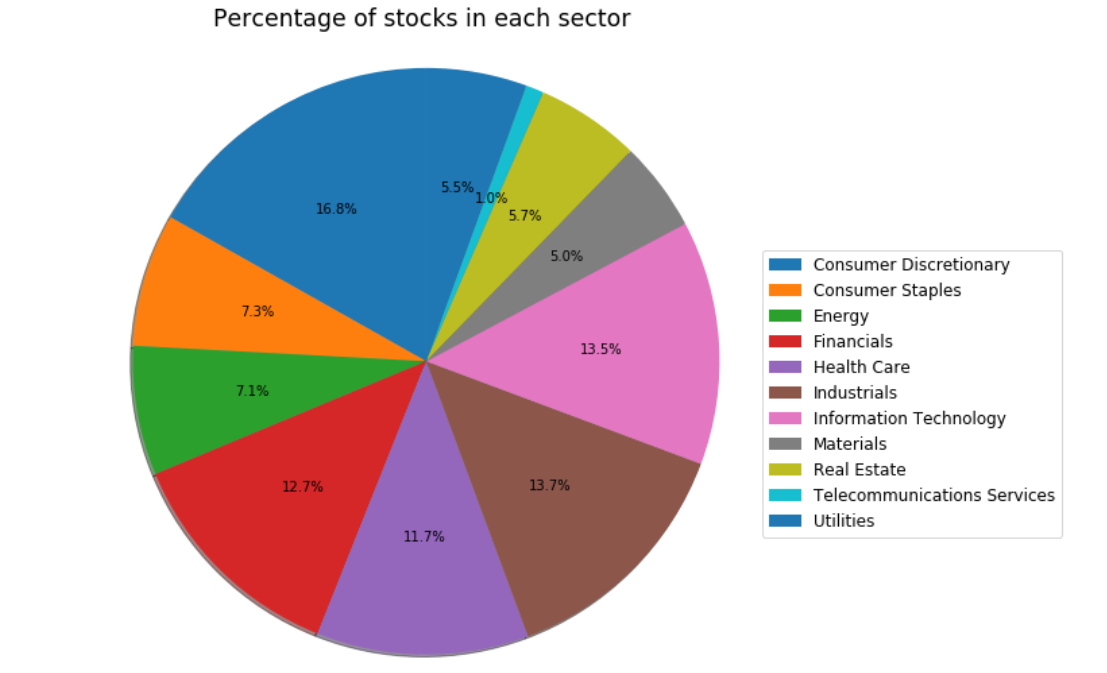 Percentage of stocks in each sector
5.5%
1.0%
16.8%
5.7%
5.0%
7.3%
13.5%
7.1%
12.7%
13.7%
11.7%
Consumer Discretionary
Consumer Staples
Energy
Financials
Health Care
Industrials
Information Technology
Materials
Real Estate
Telecommunications Services
Utilities